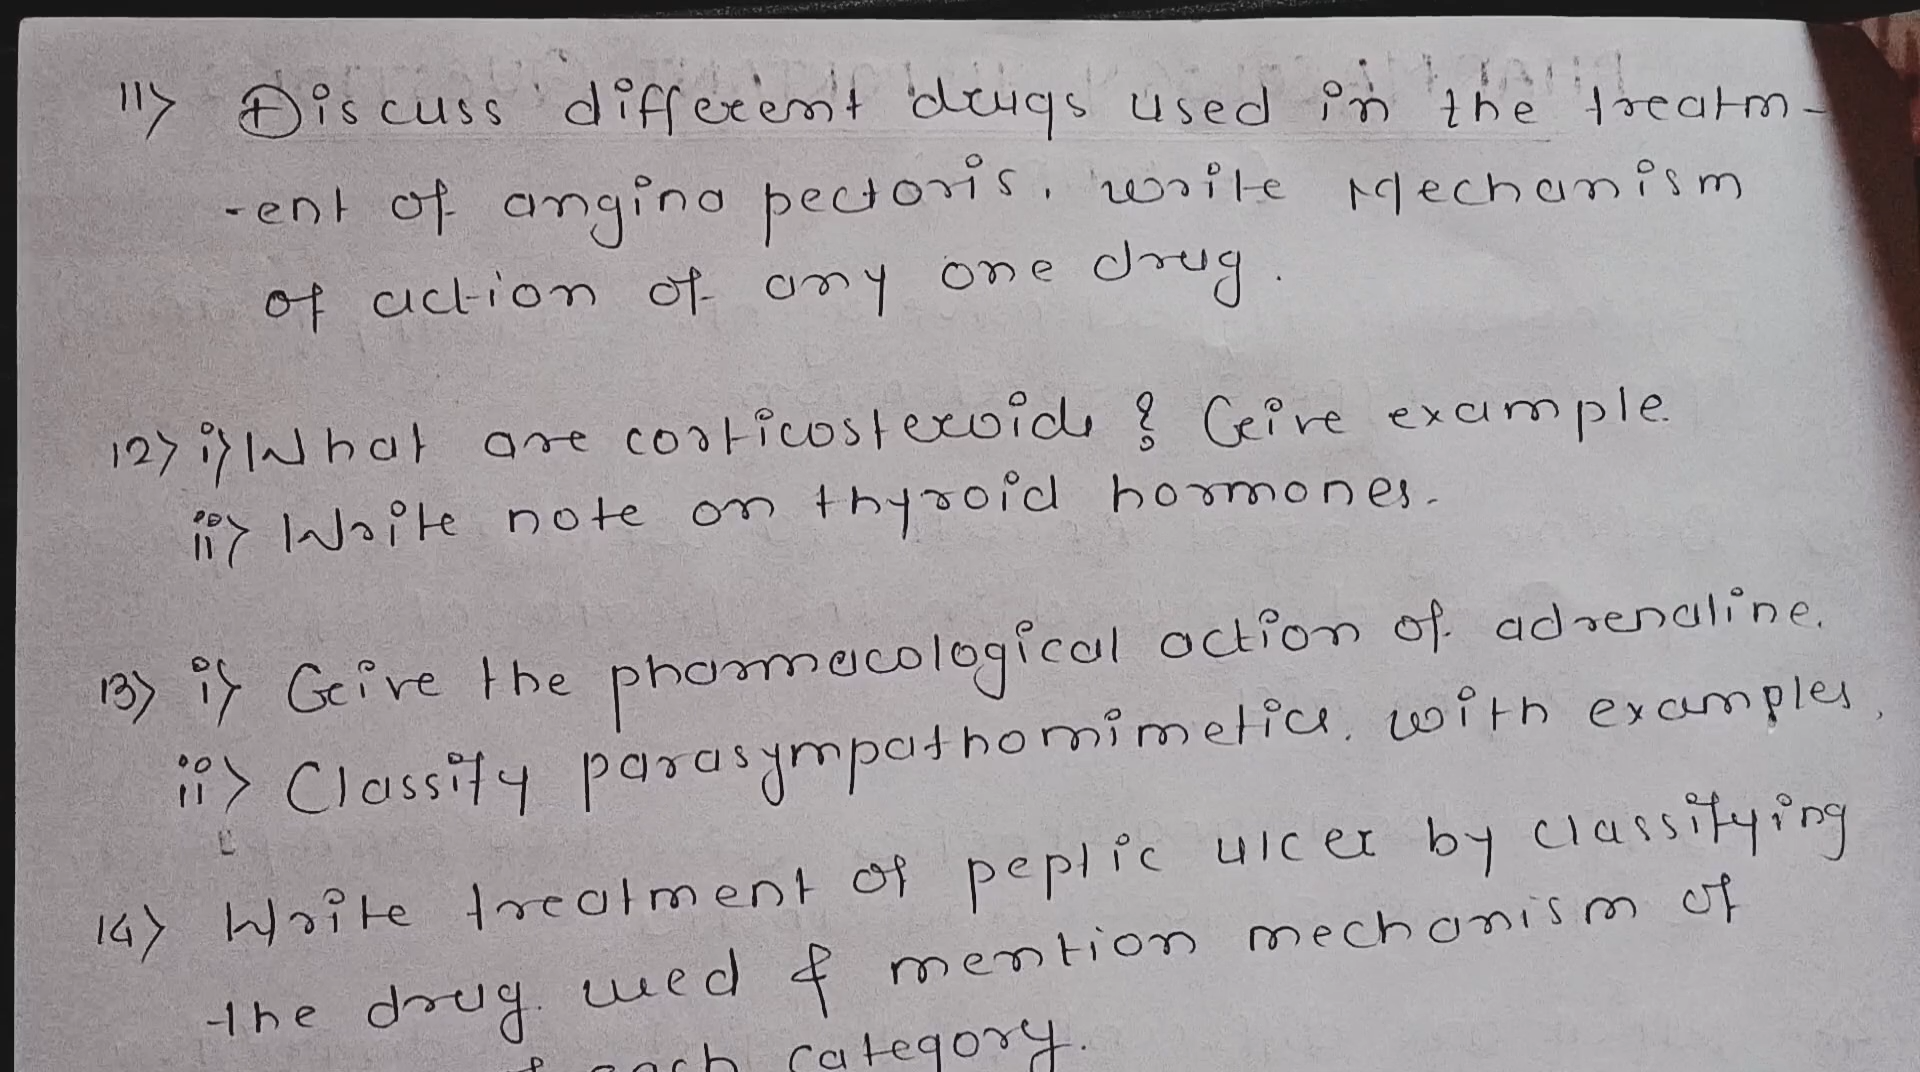 11) Discuss different drugs used in the treatm-
-ent of angina pectoris. write Mechanism
of action of any one drug.
12) i) What are corticosteroids? Give example.
ii) Write note on thyroid hormones.
13) i) Give the pharmacological action of adrenaline.
ii) Classify parasympathomimetics. with examples.
14) Write treatment of peptic ulcer by classifying
the drug used & mention mechanism of
each category.